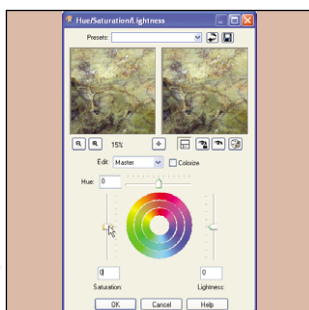 Hue/Saturation/Lightness
Presets:
15%
Edit: Master Colorize
Hue: 0
0 0
Saturation: Lightness:
OK Cancel Help